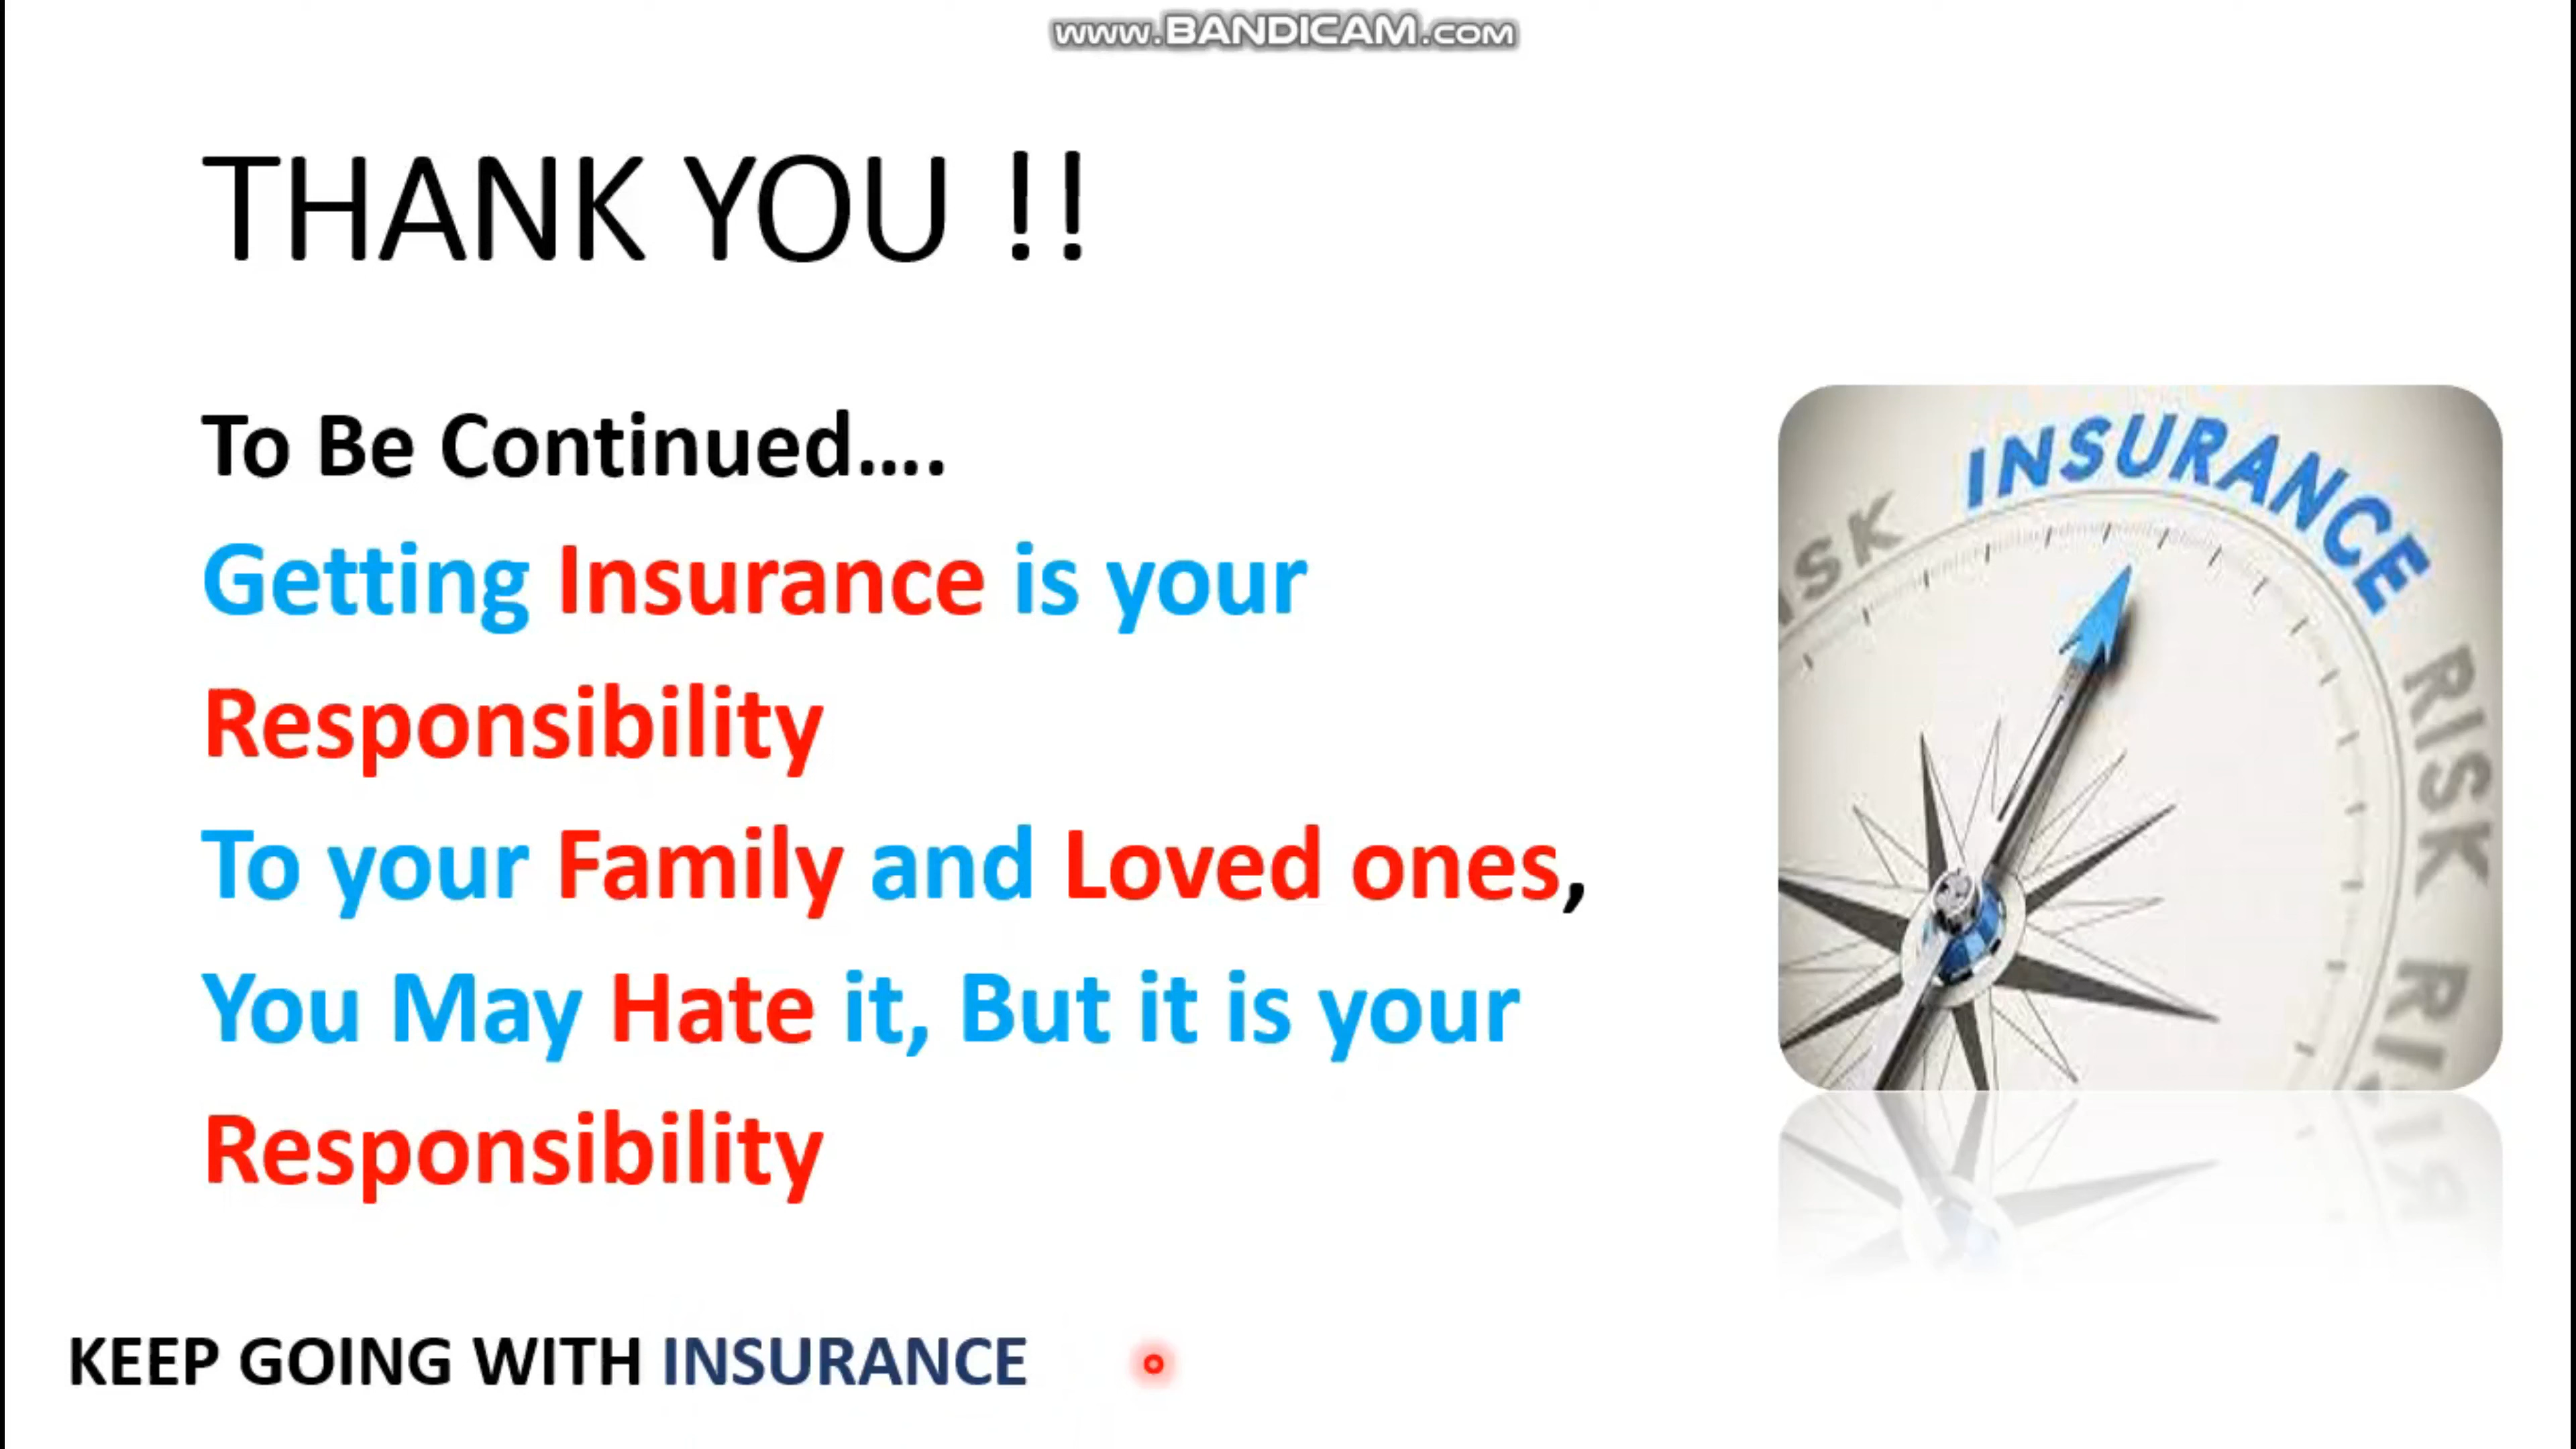 www.BANDICAM.com
THANK YOU !!
To Be Continued....
Getting Insurance is your
Responsibility
To your Family and Loved ones,
You May Hate it, But it is your
Responsibility
KEEP GOING WITH INSURANCE
INSURANCE
RISK